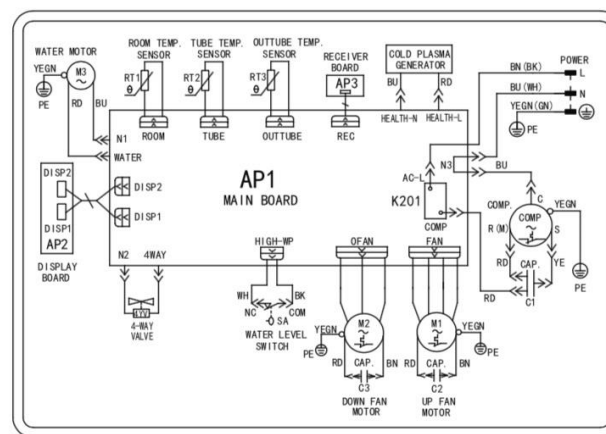 WATER MOTOR
ROOM TEMP.
SENSOR
TUBE TEMP.
SENSOR
OUTTUBE TEMP.
SENSOR
RECEIVER
BOARD
COLD PLASMA
GENERATOR
POWER
BN(BK)
L
BU(WH)
N
YEGN(GN)
PE
YEGN
M3
~
PE
RD
BU
RT1
θ
RT2
θ
RT3
θ
AP3
BU
RD
ROOM
TUBE
OUTTUBE
REC
HEALTH-N
HEALTH-L
N1
WATER
AP1
MAIN BOARD
AC-L
K201
COMP
N3
BU
DISP2
DISP1
AP2
DISPLAY
BOARD
DISP2
DISP1
COMP.
C
YEGN
COMP
~
R(M)
S
RD
YE
CAP.
C1
PE
RD
N2
4WAY
4YV
4-WAY
VALVE
HIGH-WP
WH
BK
NC
COM
SA
WATER LEVEL
SWITCH
OFAN
FAN
YEGN
M2
~
PE
RD
CAP.
BN
C3
DOWN FAN
MOTOR
M1
~
YEGN
PE
RD
CAP.
BN
C2
UP FAN
MOTOR